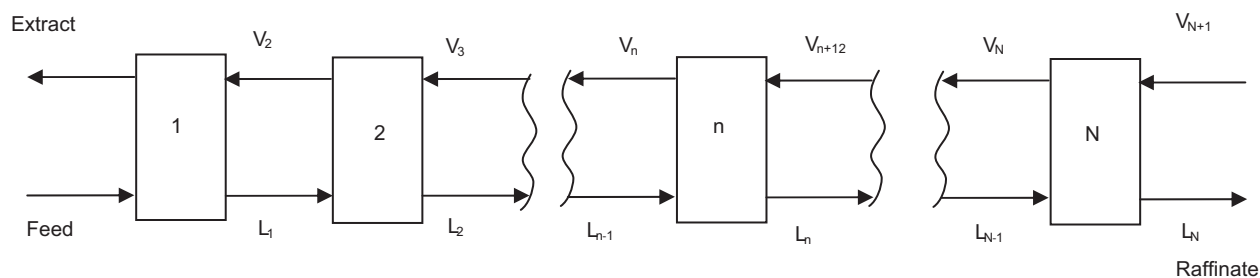 Extract
V2
V3
Vn
Vn+12
VN
VN+1
1
2
n
N
Feed
L1
L2
Ln-1
Ln
LN-1
LN
Raffinate